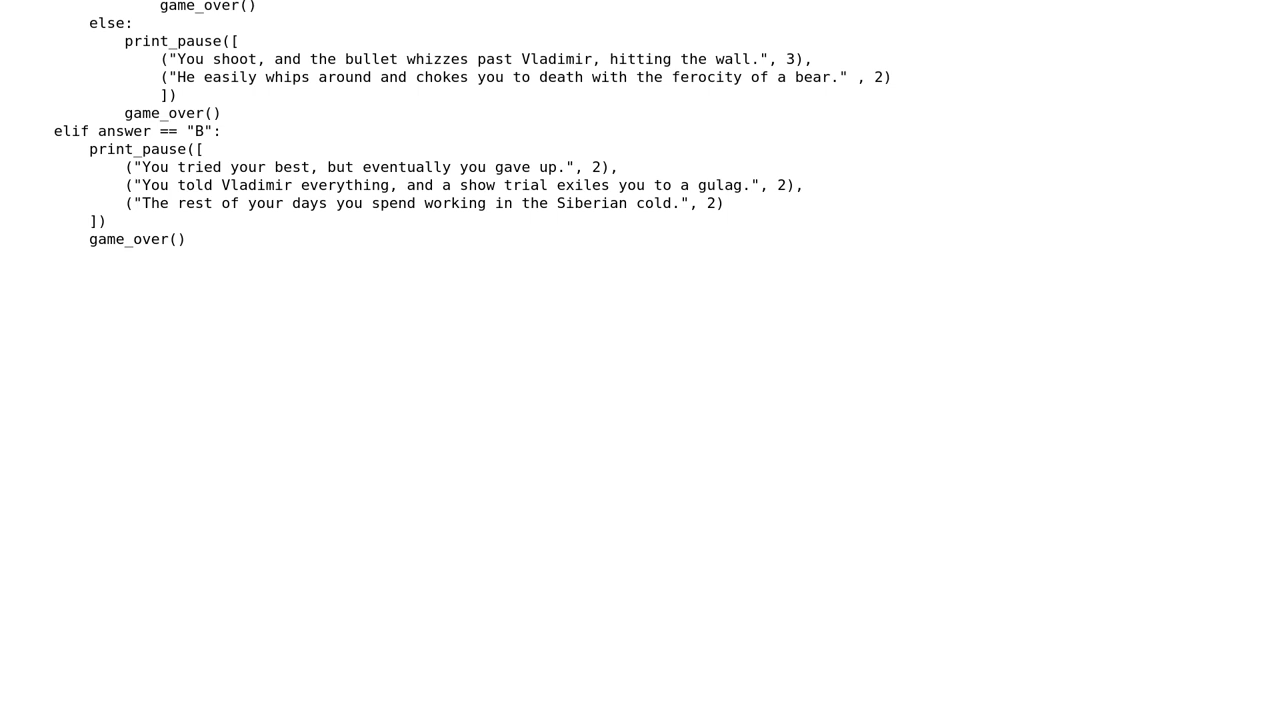 game_over()
    else:
        print_pause([
            ("You shoot, and the bullet whizzes past Vladimir, hitting the wall.", 3),
            ("He easily whips around and chokes you to death with the ferocity of a bear." , 2)
            ])
        game_over()
elif answer == "B":
    print_pause([
        ("You tried your best, but eventually you gave up.", 2),
        ("You told Vladimir everything, and a show trial exiles you to a gulag.", 2),
        ("The rest of your days you spend working in the Siberian cold.", 2)
    ])
    game_over()